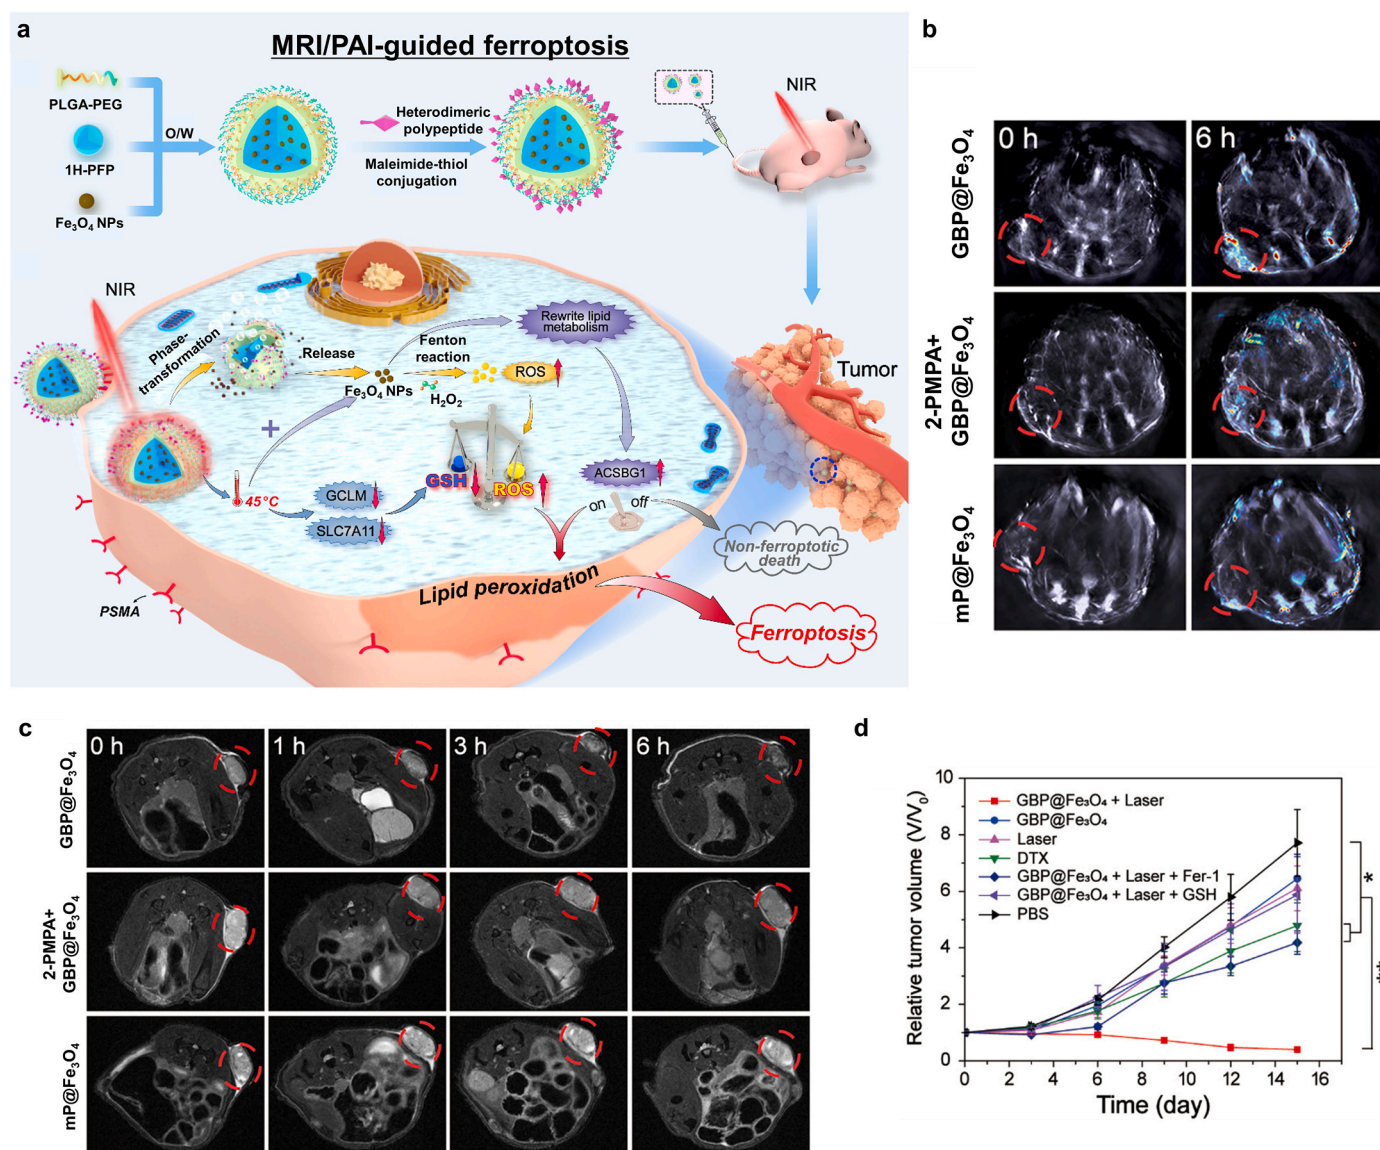 a
MRI/PAI-guided ferroptosis
PLGA-PEG
1H-PFP
Fe₃O₄ NPs
O/W
Heterodimeric
polypeptide
Maleimide-thiol
conjugation
NIR
NIR
Phase-
transformation
Release
Fe₃O₄ NPs
Fenton
reaction
H₂O₂
ROS
Rewrite lipid
metabolism
+
45°C
GCLM
SLC7A11
GSH
ROS
ACSBG1
on
off
Non-ferroptotic
death
Lipid peroxidation
Ferroptosis
PSMA
Tumor
b
0 h
6 h
GBP@Fe₃O₄
2-PMPA+
GBP@Fe₃O₄
mP@Fe₃O₄
c
0 h
1 h
3 h
6 h
GBP@Fe₃O₄
2-PMPA+
GBP@Fe₃O₄
mP@Fe₃O₄
d
Relative tumor volume (V/V₀)
10
8
6
4
2
0
GBP@Fe₃O₄ + Laser
GBP@Fe₃O₄
Laser
DTX
GBP@Fe₃O₄ + Laser + Fer-1
GBP@Fe₃O₄ + Laser + GSH
PBS
*
**
0 2 4 6 8 10 12 14 16
Time (day)